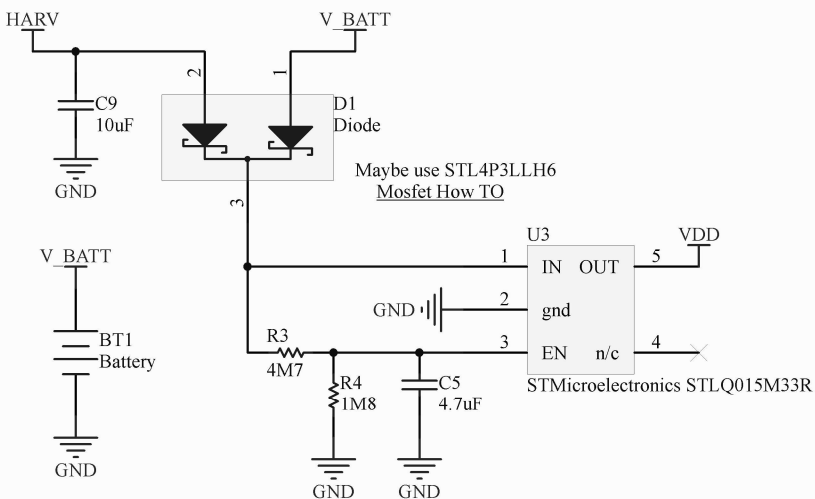 HARV
V_BATT
2
1
C9
10uF
D1
Diode
GND
Maybe use STL4P3LLH6
Mosfet How TO
3
U3
VDD
V_BATT
1
IN
OUT
5
GND
2
gnd
R3
4M7
3
EN
n/c
4
BT1
Battery
R4
1M8
C5
4.7uF
STMicroelectronics STLQ015M33R
GND
GND
GND